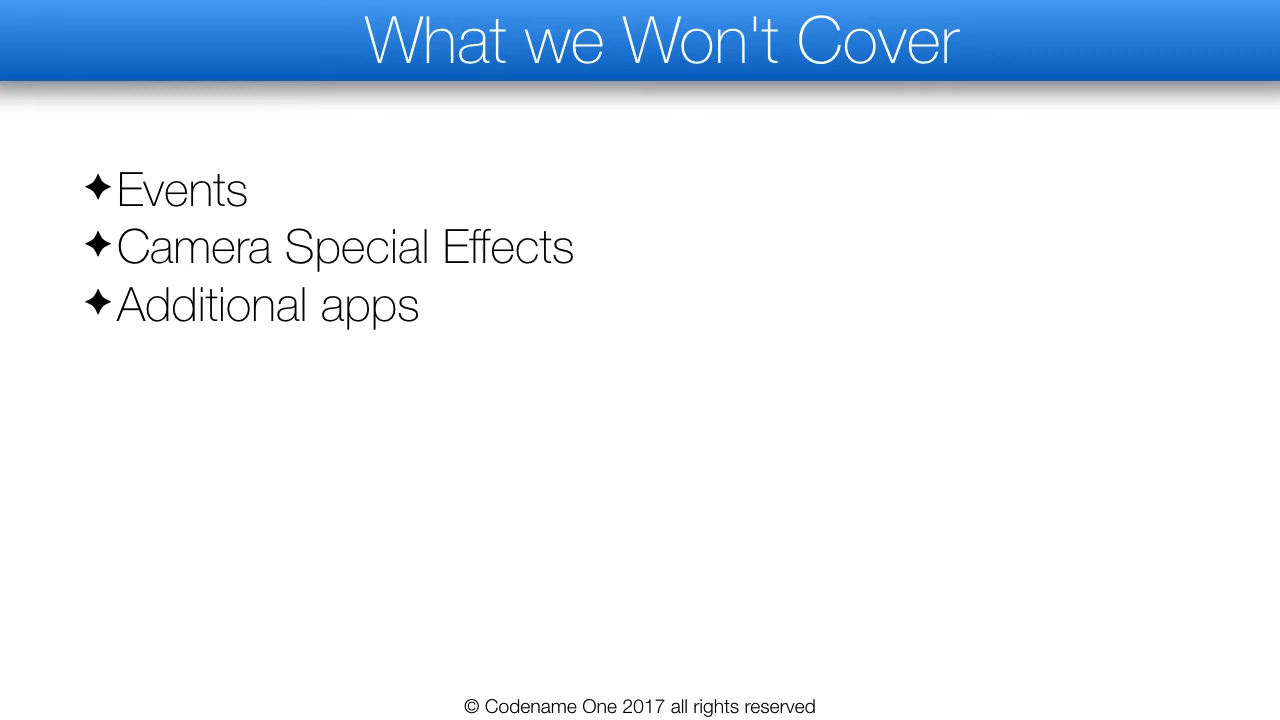 What we Won't Cover
✦Events
✦Camera Special Effects
✦Additional apps
© Codename One 2017 all rights reserved